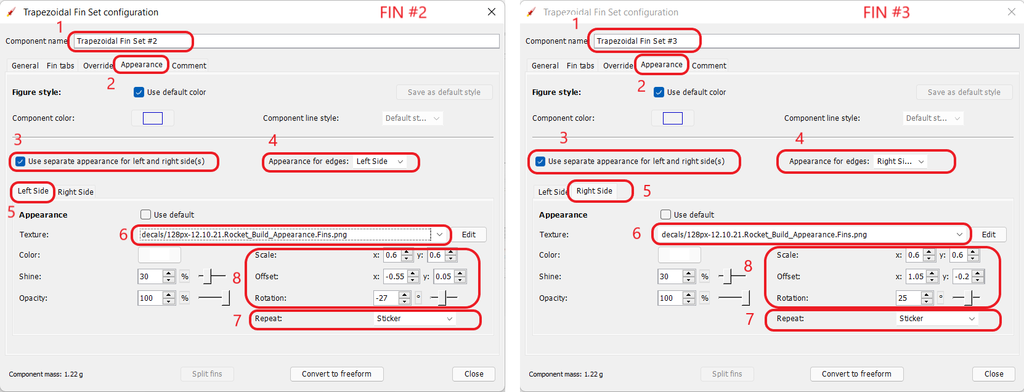 Trapezoidal Fin Set configuration
FIN #2
1
Component name:
Trapezoidal Fin Set #2
General Fin tabs Override Appearance Comment
2
Figure style:
Use default color
Save as default style
Component color:
Component line style:
Default st...
3
4
Use separate appearance for left and right side(s)
Appearance for edges:
Left Side
Left Side Right Side
5
Appearance
Use default
6
Texture:
decals/128px-12.10.21.Rocket_Build_Appearance.Fins.png
Edit
Color:
Scale:
x: 0.6 y: 0.6
8
Shine:
30 %
Offset:
x: -0.55 y: 0.05
Opacity:
100 %
Rotation:
-27 °
7
Repeat:
Sticker
Component mass: 1.22 g
Split fins
Convert to freeform
Close
Trapezoidal Fin Set configuration
FIN #3
1
Component name:
Trapezoidal Fin Set #3
General Fin tabs Override Appearance Comment
2
Figure style:
Use default color
Save as default style
Component color:
Component line style:
Default st...
3
4
Use separate appearance for left and right side(s)
Appearance for edges:
Right Si...
Left Side Right Side
5
Appearance
Use default
6
Texture:
decals/128px-12.10.21.Rocket_Build_Appearance.Fins.png
Edit
Color:
Scale:
x: 0.6 y: 0.6
8
Shine:
30 %
Offset:
x: 1.05 y: -0.2
Opacity:
100 %
Rotation:
25 °
7
Repeat:
Sticker
Component mass: 1.22 g
Split fins
Convert to freeform
Close